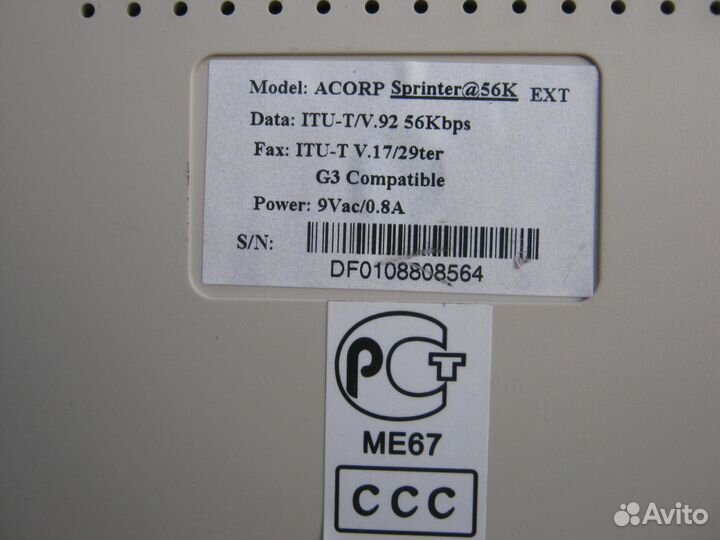 Model: ACORP Sprinter@56K EXT
Data: ITU-T/V.92 56Kbps
Fax: ITU-T V.17/29ter
G3 Compatible
Power: 9Vac/0.8A
S/N:
DF0108808564
РСТ
ME67
CCC
Avito